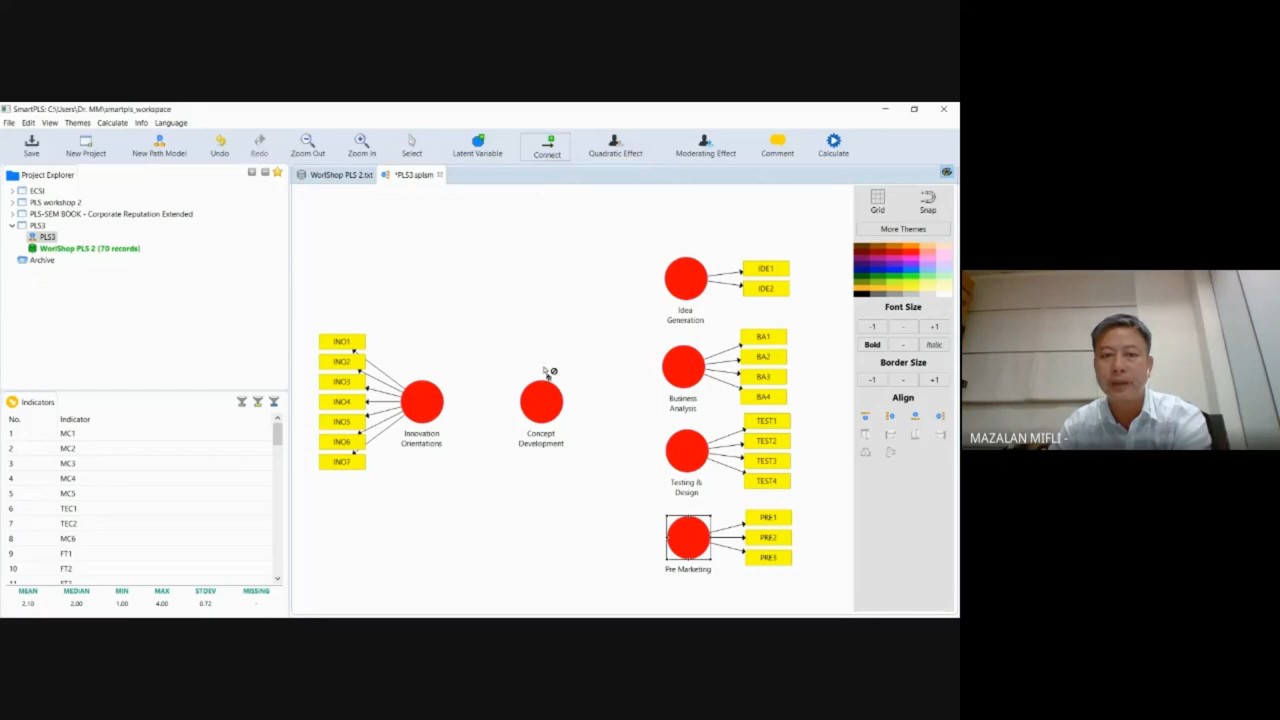 SmartPLS: C:\Users\Dr. MM\smartpls_workspace
File Edit View Themes Calculate Info Language
Save New Project New Path Model Undo Redo Zoom Out Zoom In Select Latent Variable Connect Quadratic Effect Moderating Effect Comment Calculate
Project Explorer
ECSI
PLS workshop 2
PLS-SEM BOOK - Corporate Reputation Extended
PLS3
PLS3
WorlShop PLS 2 [70 records]
Archive
Indicators
No. Indicator
1 MC1
2 MC2
3 MC3
4 MC4
5 MC5
6 TEC1
7 TEC2
8 MC6
9 FT1
10 FT2
MEAN MEDIAN MIN MAX STDEV MISSING
2.10 2.00 1.00 4.00 0.72 -
WorlShop PLS 2.txt *PLS3.splsm
INO1
INO2
INO3
INO4
INO5
INO6
INO7
Innovation
Orientations
Concept
Development
Idea
Generation
IDE1
IDE2
Business
Analysis
BA1
BA2
BA3
BA4
Testing &
Design
TEST1
TEST2
TEST3
TEST4
Pre Marketing
PRE1
PRE2
PRE3
Grid Snap
More Themes
Font Size
-1 - +1
Bold - Italic
Border Size
-1 - +1
Align
MAZALAN MIFLI -